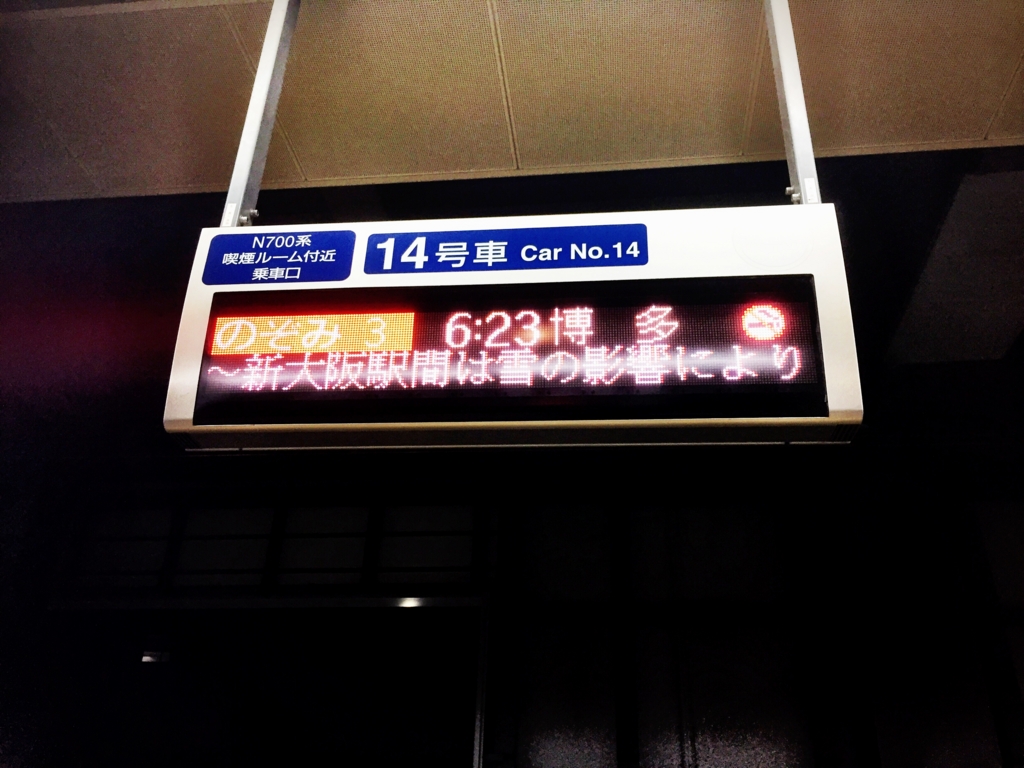 N700系
喫煙ルーム付近
乗車口
14号車 Car No.14
のぞみ 3 6:23 博 多
～新大阪駅間は雪の影響により